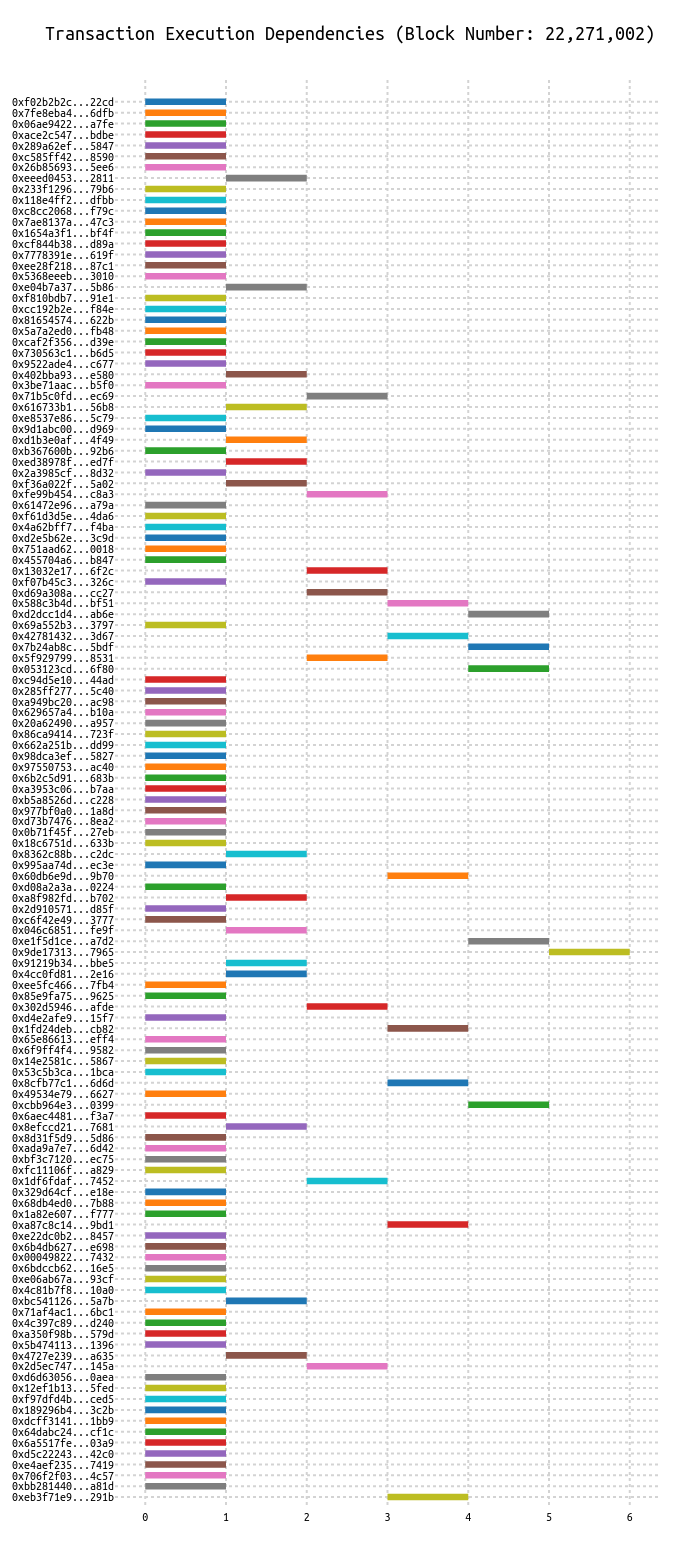 Transaction Execution Dependencies (Block Number: 22,271,002)
0xf02b2b2c...22cd
0x7fe8eba4...6dfb
0x06ae9422...a7fe
0xace2c547...bdbe
0x289a62ef...5847
0xc585ff42...8590
0x26b85693...5ee6
0xeeed0453...2811
0x233f1296...79b6
0x118e4ff2...dfbb
0xc8cc2068...f79c
0x7ae8137a...47c3
0x1654a3f1...bf4f
0xcf844b38...d89a
0x7778391e...619f
0xee28f218...87c1
0x5368eeeb...3010
0xe04b7a37...5b86
0xf810bdb7...91e1
0xcc192b2e...f84e
0x81654574...622b
0x5a7a2ed0...fb48
0xcaf2f356...d39e
0x730563c1...b6d5
0x9522ade4...c677
0x402bba93...e580
0x3be71aac...b5f0
0x71b5c0fd...ec69
0x616733b1...56b8
0xe8537e86...5c79
0x9d1abc00...d969
0xd1b3e0af...4f49
0xb367600b...92b6
0xed38978f...ed7f
0x2a3985cf...8d32
0xf36a022f...5a02
0xfe99b454...c8a3
0x61472e96...a79a
0xf61d3d5e...4da6
0x4a62bff7...f4ba
0xd2e5b62e...3c9d
0x751aad62...0018
0x455704a6...b847
0x13032e17...6f2c
0xf07b45c3...326c
0xd69a308a...cc27
0x588c3b4d...bf51
0xd2dcc1d4...ab6e
0x69a552b3...3797
0x42781432...3d67
0x7b24ab8c...5bdf
0x5f929799...8531
0x053123cd...6f80
0xc94d5e10...44ad
0x285ff277...5c40
0xa949bc20...ac98
0x629657a4...b10a
0x20a62490...a957
0x86ca9414...723f
0x662a251b...dd99
0x98dca3ef...5827
0x97550753...ac40
0x6b2c5d91...683b
0xa3953c06...b7aa
0xb5a8526d...c228
0x977bf0a0...1a8d
0xd73b7476...8ea2
0x0b71f45f...27eb
0x18c6751d...633b
0x8362c88b...c2dc
0x995aa74d...ec3e
0x60db6e9d...9b70
0xd08a2a3a...0224
0xa8f982fd...b702
0x2d910571...d85f
0xc6f42e49...3777
0x046c6851...fe9f
0xe1f5d1ce...a7d2
0x9de17313...7965
0x91219b34...bbe5
0x4cc0fd81...2e16
0xee5fc466...7fb4
0x85e9fa75...9625
0x302d5946...afde
0xd4e2afe9...15f7
0x1fd24deb...cb82
0x65e86613...eff4
0x6f9ff4f4...9582
0x14e2581c...5867
0x53c5b3ca...1bca
0x8cfb77c1...6d6d
0x49534e79...6627
0xcbb964e3...0399
0x6aec4481...f3a7
0x8efccd21...7681
0x8d31f5d9...5d86
0xada9a7e7...6d42
0xbf3c7120...ec75
0xfc11106f...a829
0x1df6fdaf...7452
0x329d64cf...e18e
0x68db4ed0...7b88
0x1a82e607...f777
0xa87c8c14...9bd1
0xe22dc0b2...8457
0x6b4db627...e698
0x00049822...7432
0x6bdccb62...16e5
0xe06ab67a...93cf
0x4c81b7f8...10a0
0xbc541126...5a7b
0x71af4ac1...6bc1
0x4c397c89...d240
0xa350f98b...579d
0x5b474113...1396
0x4727e239...a635
0x2d5ec747...145a
0xd6d63056...0aea
0x12ef1b13...5fed
0xf97dfd4b...ced5
0x189296b4...3c2b
0xdcff3141...1bb9
0x64dabc24...cf1c
0x6a5517fe...03a9
0xd5c22243...42c0
0xe4aef235...7419
0x706f2f03...4c57
0xbb281440...a81d
0xeb3f71e9...291b
0 1 2 3 4 5 6